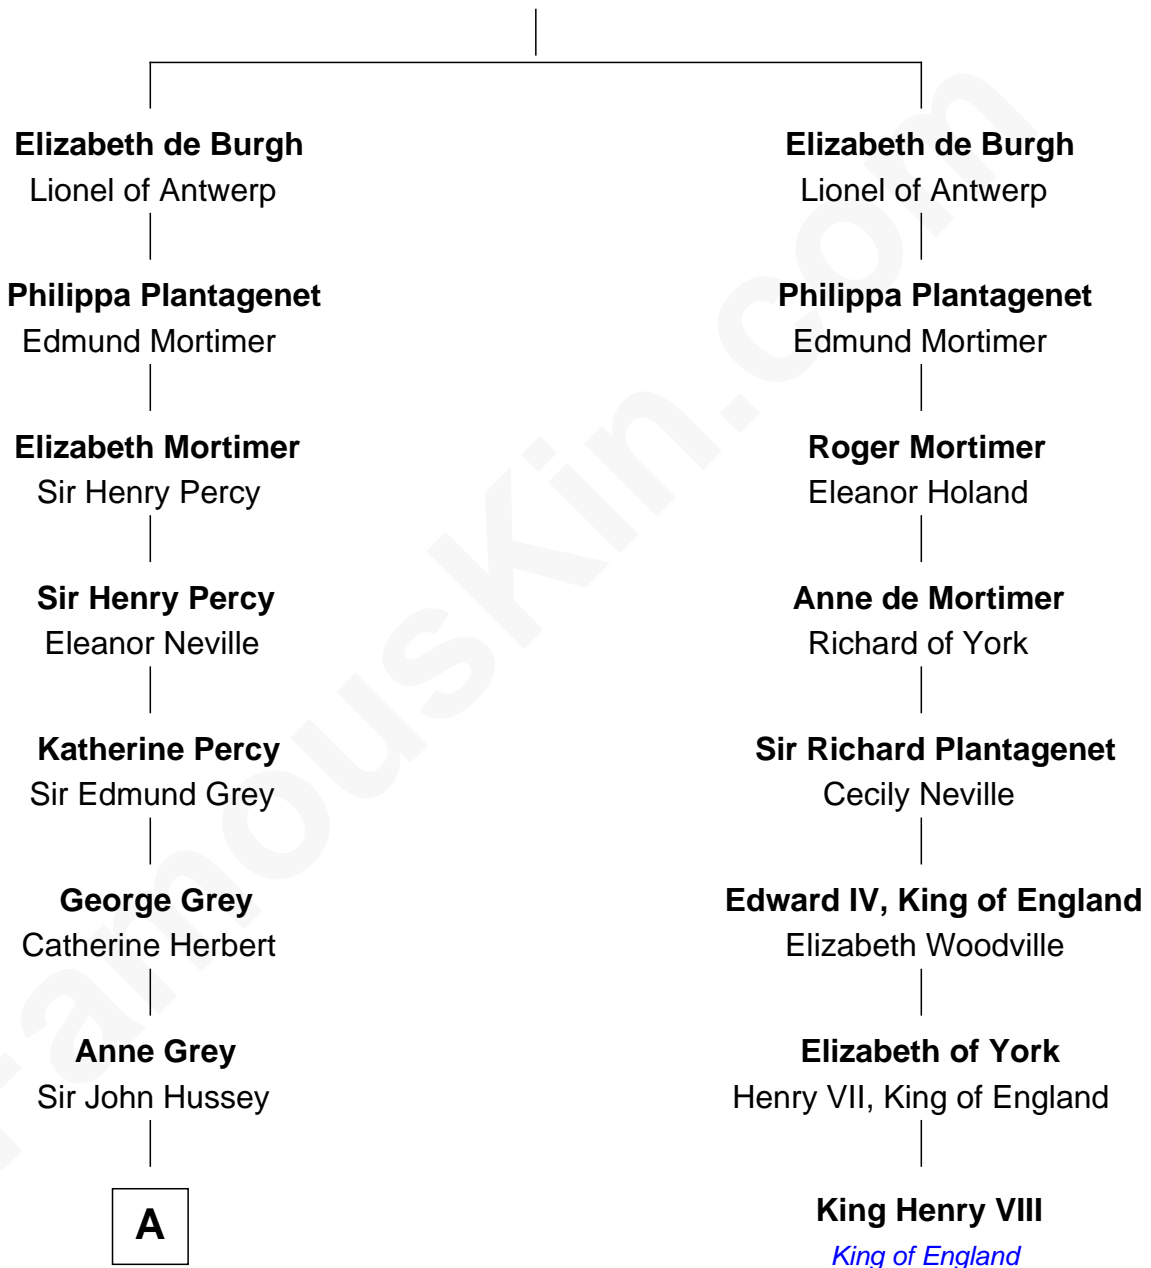 Elizabeth de Burgh
Lionel of Antwerp
Philippa Plantagenet
Edmund Mortimer
Elizabeth Mortimer
Sir Henry Percy
Sir Henry Percy
Eleanor Neville
Katherine Percy
Sir Edmund Grey
George Grey
Catherine Herbert
Anne Grey
Sir John Hussey
A
Elizabeth de Burgh
Lionel of Antwerp
Philippa Plantagenet
Edmund Mortimer
Roger Mortimer
Eleanor Holand
Anne de Mortimer
Richard of York
Sir Richard Plantagenet
Cecily Neville
Edward IV, King of England
Elizabeth Woodville
Elizabeth of York
Henry VII, King of England
King Henry VIII
King of England
FamousKin.com